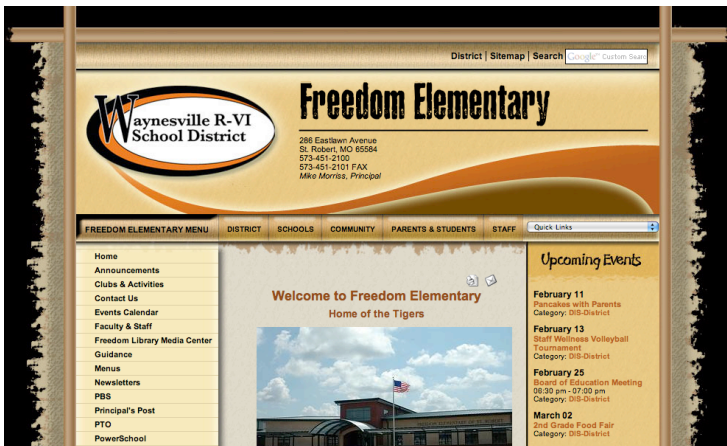 District | Sitemap | Search Google™ Custom Searc
Waynesville R-VI
School District
Freedom Elementary
286 Eastlawn Avenue
St. Robert, MO 65584
573-451-2100
573-451-2101 FAX
Mike Morriss, Principal
FREEDOM ELEMENTARY MENU
DISTRICT
SCHOOLS
COMMUNITY
PARENTS & STUDENTS
STAFF
Quick Links
Home
Announcements
Clubs & Activities
Contact Us
Events Calendar
Faculty & Staff
Freedom Library Media Center
Guidance
Menus
Newsletters
PBS
Principal's Post
PTO
PowerSchool
Welcome to Freedom Elementary
Home of the Tigers
Upcoming Events
February 11
Pancakes with Parents
Category: DIS-District
February 13
Staff Wellness Volleyball
Tournament
Category: DIS-District
February 25
Board of Education Meeting
06:30 pm - 07:00 pm
Category: DIS-District
March 02
2nd Grade Food Fair
Category: DIS-District